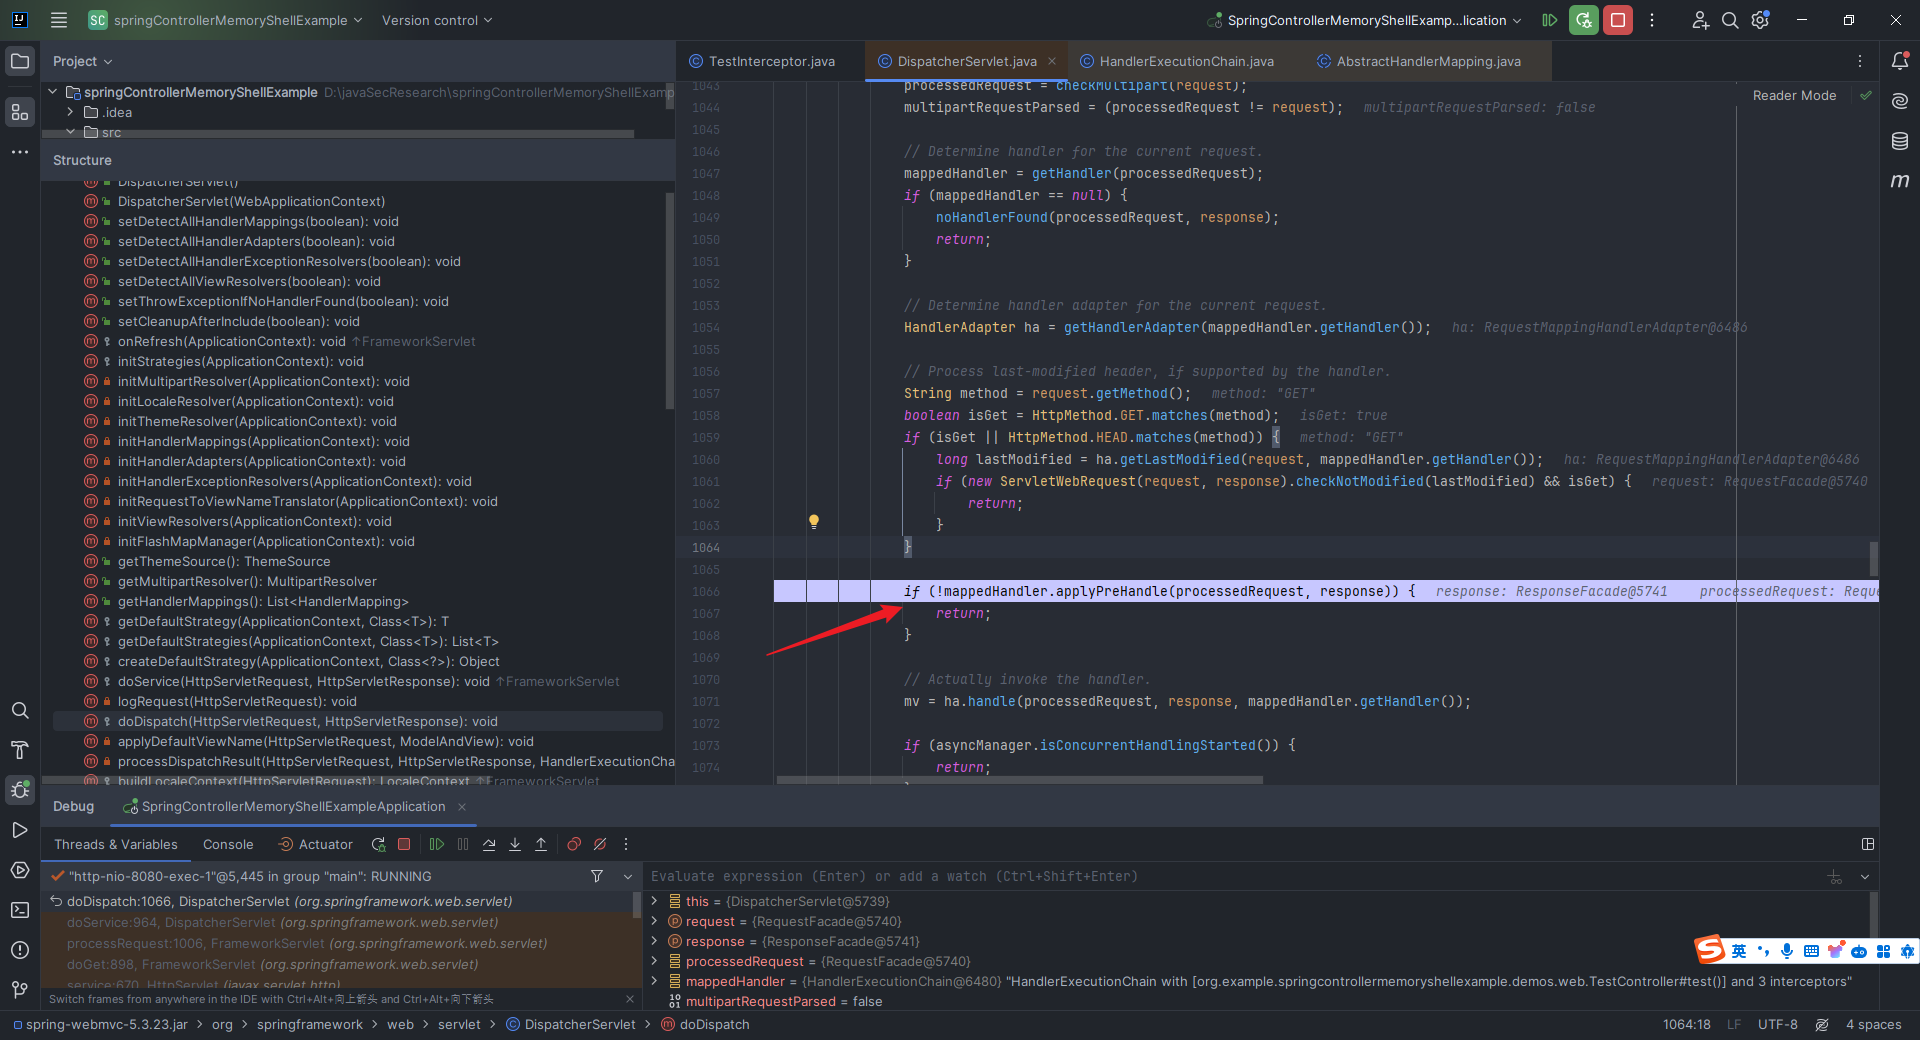 SC springControllerMemoryShellExample Version control SpringControllerMemoryShellExamp...lication
Project
springControllerMemoryShellExample D:\javaSecResearch\springControllerMemoryShellExamp
.idea
src
Structure
DispatcherServlet()
DispatcherServlet(WebApplicationContext)
setDetectAllHandlerMappings(boolean): void
setDetectAllHandlerAdapters(boolean): void
setDetectAllHandlerExceptionResolvers(boolean): void
setDetectAllViewResolvers(boolean): void
setThrowExceptionIfNoHandlerFound(boolean): void
setCleanupAfterInclude(boolean): void
onRefresh(ApplicationContext): void ↑FrameworkServlet
initStrategies(ApplicationContext): void
initMultipartResolver(ApplicationContext): void
initLocaleResolver(ApplicationContext): void
initThemeResolver(ApplicationContext): void
initHandlerMappings(ApplicationContext): void
initHandlerAdapters(ApplicationContext): void
initHandlerExceptionResolvers(ApplicationContext): void
initRequestToViewNameTranslator(ApplicationContext): void
initViewResolvers(ApplicationContext): void
initFlashMapManager(ApplicationContext): void
getThemeSource(): ThemeSource
getMultipartResolver(): MultipartResolver
getHandlerMappings(): List<HandlerMapping>
getDefaultStrategy(ApplicationContext, Class<T>): T
getDefaultStrategies(ApplicationContext, Class<T>): List<T>
createDefaultStrategy(ApplicationContext, Class<?>): Object
doService(HttpServletRequest, HttpServletResponse): void ↑FrameworkServlet
logRequest(HttpServletRequest): void
doDispatch(HttpServletRequest, HttpServletResponse): void
applyDefaultViewName(HttpServletRequest, ModelAndView): void
processDispatchResult(HttpServletRequest, HttpServletResponse, HandlerExecutionCha
buildLocaleContext(HttpServletRequest): LocaleContext ↑FrameworkServlet
TestInterceptor.java DispatcherServlet.java HandlerExecutionChain.java AbstractHandlerMapping.java
Reader Mode
1043 processedRequest = checkMultipart(request);
1044 multipartRequestParsed = (processedRequest != request); multipartRequestParsed: false
1045
1046 // Determine handler for the current request.
1047 mappedHandler = getHandler(processedRequest);
1048 if (mappedHandler == null) {
1049 noHandlerFound(processedRequest, response);
1050 return;
1051 }
1052
1053 // Determine handler adapter for the current request.
1054 HandlerAdapter ha = getHandlerAdapter(mappedHandler.getHandler()); ha: RequestMappingHandlerAdapter@6486
1055
1056 // Process last-modified header, if supported by the handler.
1057 String method = request.getMethod(); method: "GET"
1058 boolean isGet = HttpMethod.GET.matches(method); isGet: true
1059 if (isGet || HttpMethod.HEAD.matches(method)) { method: "GET"
1060 long lastModified = ha.getLastModified(request, mappedHandler.getHandler()); ha: RequestMappingHandlerAdapter@6486
1061 if (new ServletWebRequest(request, response).checkNotModified(lastModified) && isGet) { request: RequestFacade@5740
1062 return;
1063 }
1064 }
1065
1066 if (!mappedHandler.applyPreHandle(processedRequest, response)) { response: ResponseFacade@5741 processedRequest: Reque
1067 return;
1068 }
1069
1070 // Actually invoke the handler.
1071 mv = ha.handle(processedRequest, response, mappedHandler.getHandler());
1072
1073 if (asyncManager.isConcurrentHandlingStarted()) {
1074 return;
Debug SpringControllerMemoryShellExampleApplication
Threads & Variables Console Actuator
"http-nio-8080-exec-1"@5,445 in group "main": RUNNING
doDispatch:1066, DispatcherServlet (org.springframework.web.servlet)
doService:964, DispatcherServlet (org.springframework.web.servlet)
processRequest:1006, FrameworkServlet (org.springframework.web.servlet)
doGet:898, FrameworkServlet (org.springframework.web.servlet)
service:670, HttpServlet (javax.servlet.http)
Switch frames from anywhere in the IDE with Ctrl+Alt+向上箭头 and Ctrl+Alt+向下箭头
Evaluate expression (Enter) or add a watch (Ctrl+Shift+Enter)
this = {DispatcherServlet@5739}
request = {RequestFacade@5740}
response = {ResponseFacade@5741}
processedRequest = {RequestFacade@5740}
mappedHandler = {HandlerExecutionChain@6480} "HandlerExecutionChain with [org.example.springcontrollermemoryshellexample.demos.web.TestController#test()] and 3 interceptors"
multipartRequestParsed = false
英
spring-webmvc-5.3.23.jar org springframework web servlet DispatcherServlet doDispatch 1064:18 LF UTF-8 4 spaces